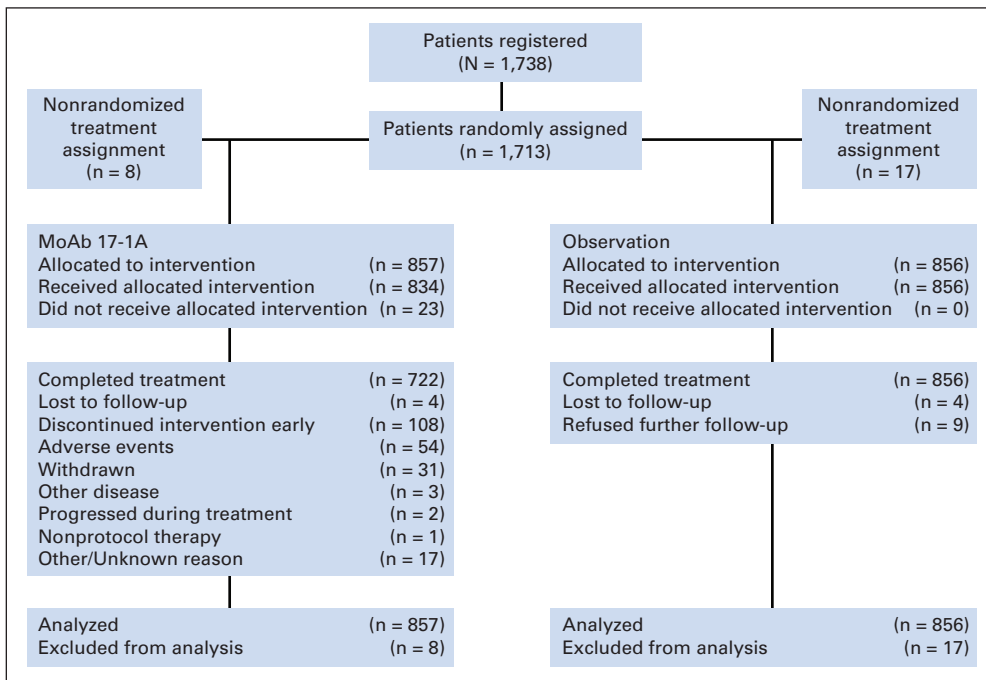 Patients registered
(N = 1,738)
Nonrandomized
treatment
assignment
(n = 8)
Patients randomly assigned
(n = 1,713)
Nonrandomized
treatment
assignment
(n = 17)
MoAb 17-1A
Allocated to intervention (n = 857)
Received allocated intervention (n = 834)
Did not receive allocated intervention (n = 23)
Observation
Allocated to intervention (n = 856)
Received allocated intervention (n = 856)
Did not receive allocated intervention (n = 0)
Completed treatment (n = 722)
Lost to follow-up (n = 4)
Discontinued intervention early (n = 108)
Adverse events (n = 54)
Withdrawn (n = 31)
Other disease (n = 3)
Progressed during treatment (n = 2)
Nonprotocol therapy (n = 1)
Other/Unknown reason (n = 17)
Completed treatment (n = 856)
Lost to follow-up (n = 4)
Refused further follow-up (n = 9)
Analyzed (n = 857)
Excluded from analysis (n = 8)
Analyzed (n = 856)
Excluded from analysis (n = 17)